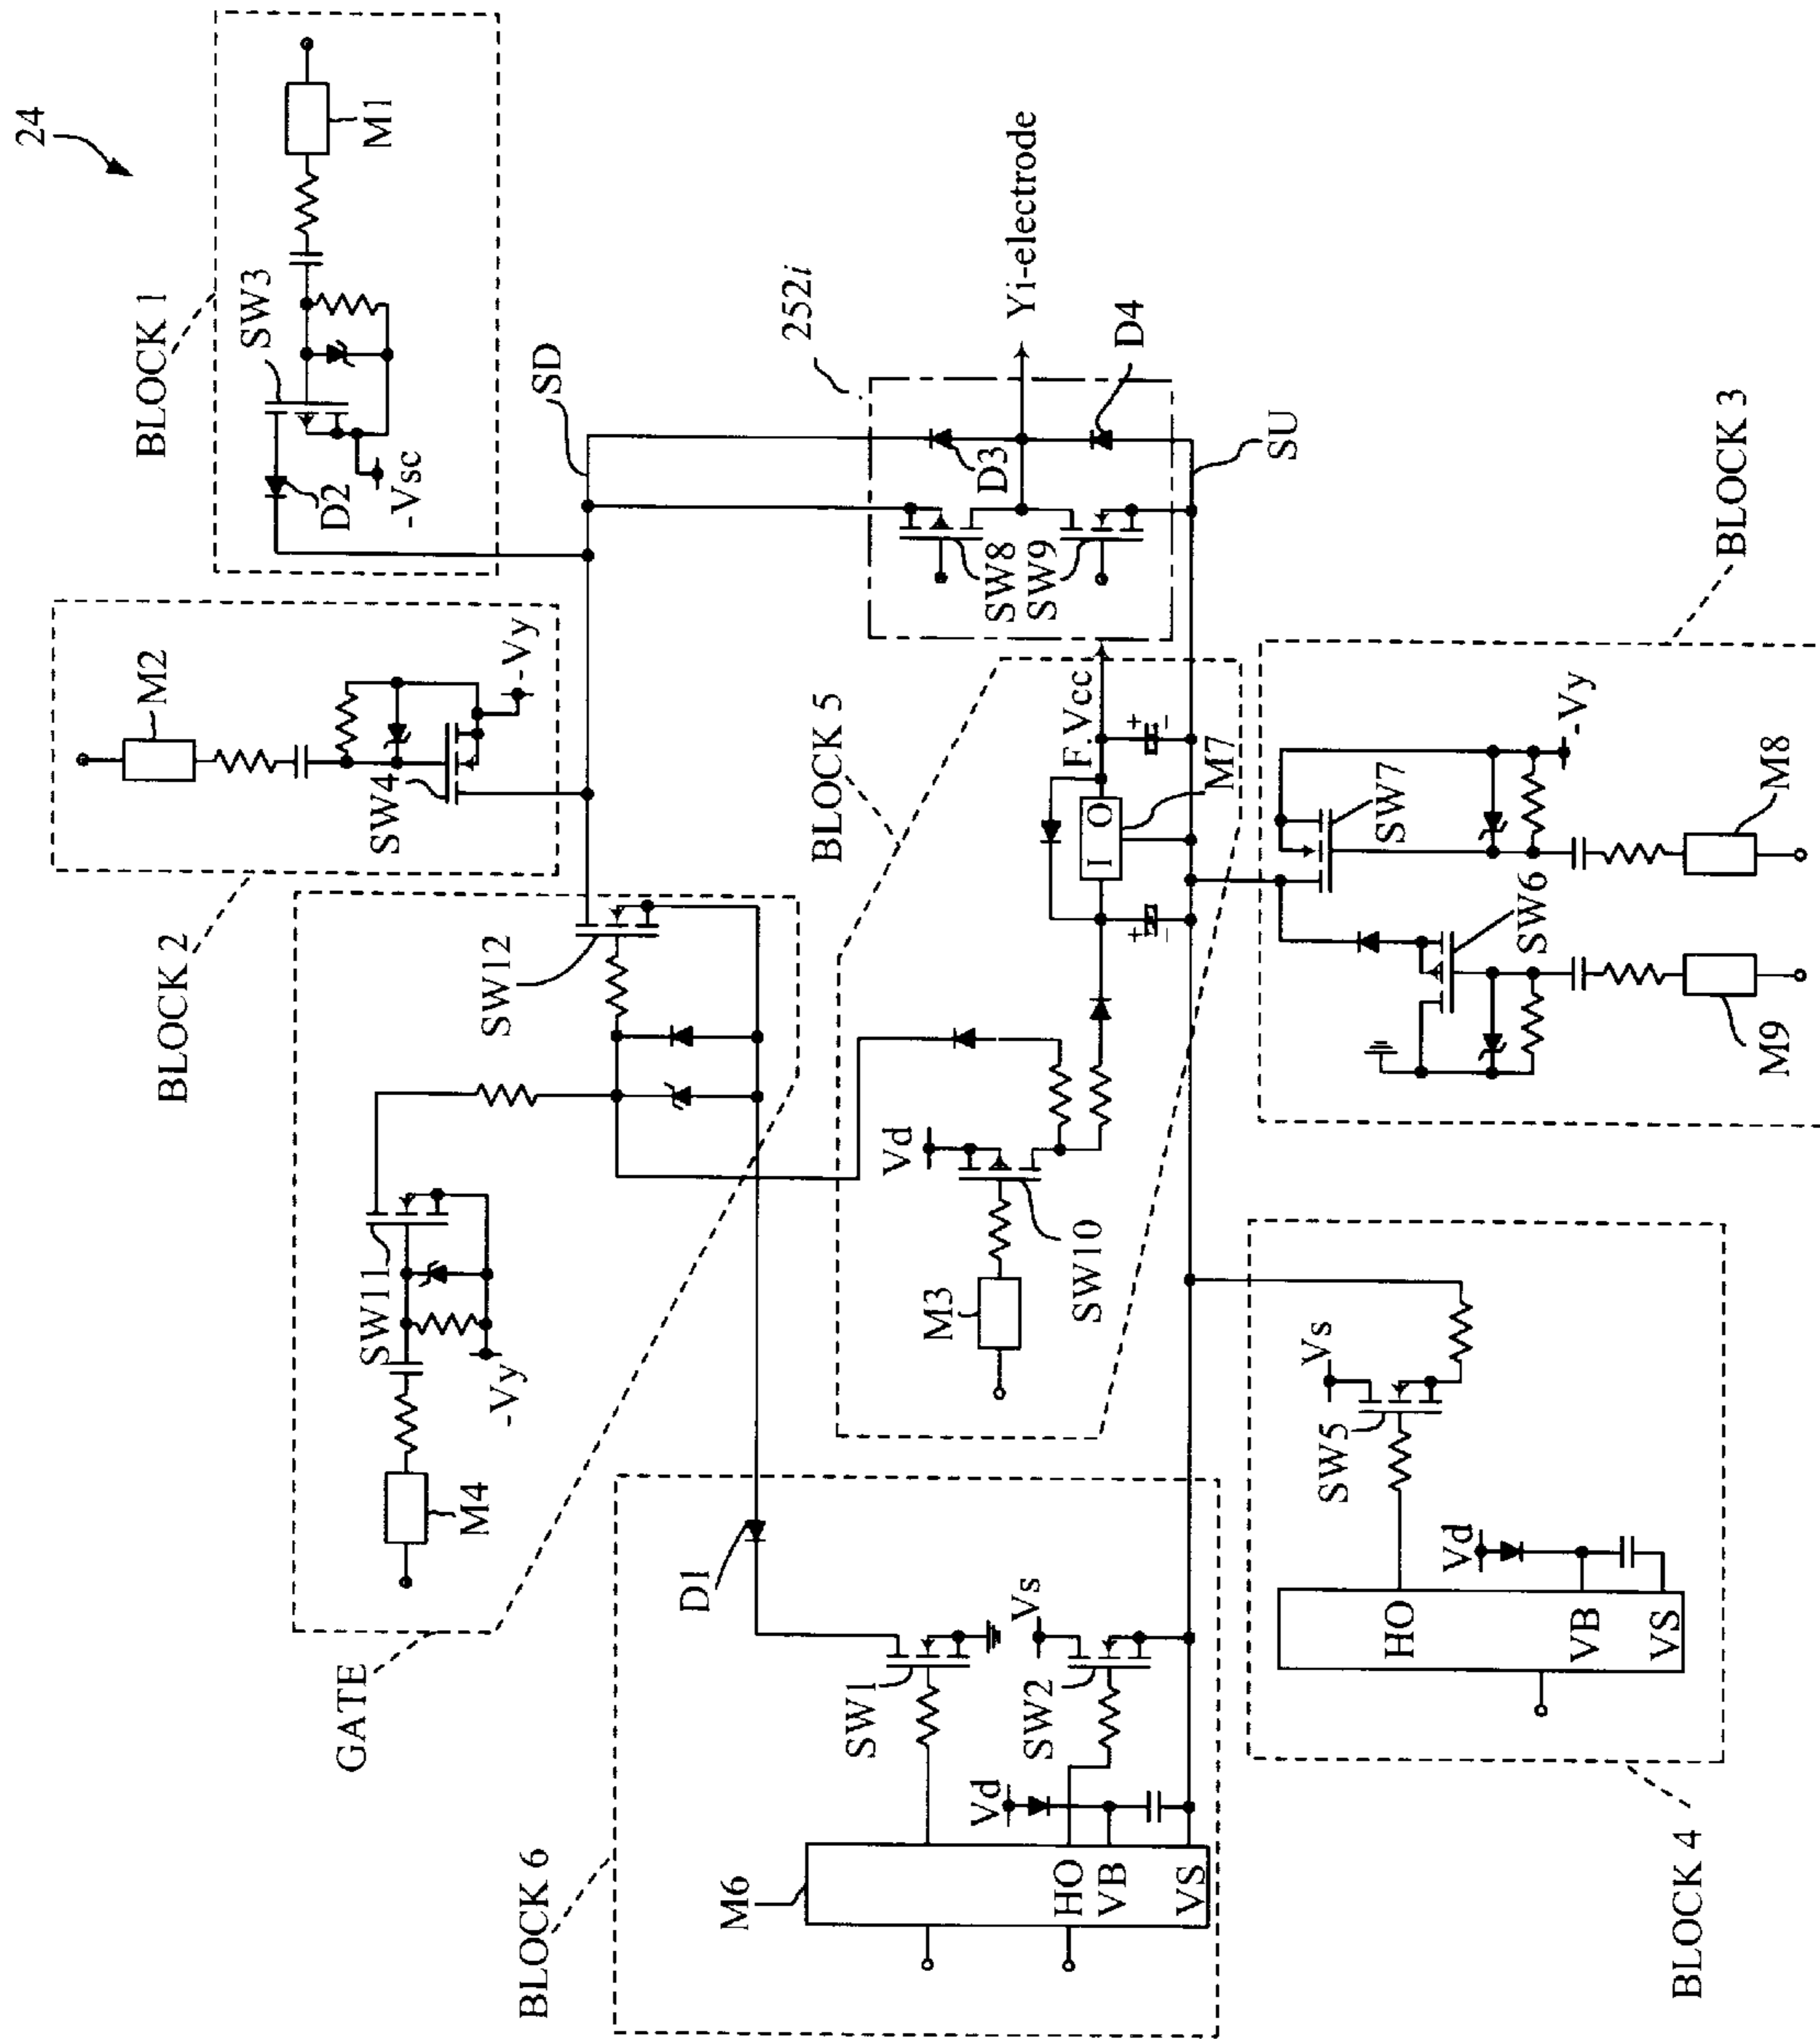 24
BLOCK 1
M1
SW3
D2
-Vsc
SD
BLOCK 2
M2
SW4
-Vy
252i
Yi-electrode
D3
D4
SW8
SW9
SU
BLOCK 5
F.Vcc
I O
M7
Vd
M3
SW10
GATE
SW12
SW11
-Vy
M4
BLOCK 3
SW7
-Vy
M8
SW6
M9
BLOCK 6
D1
SW1
Vs
SW2
Vd
M6
HO
VB
VS
BLOCK 4
Vs
SW5
Vd
HO
VB
VS